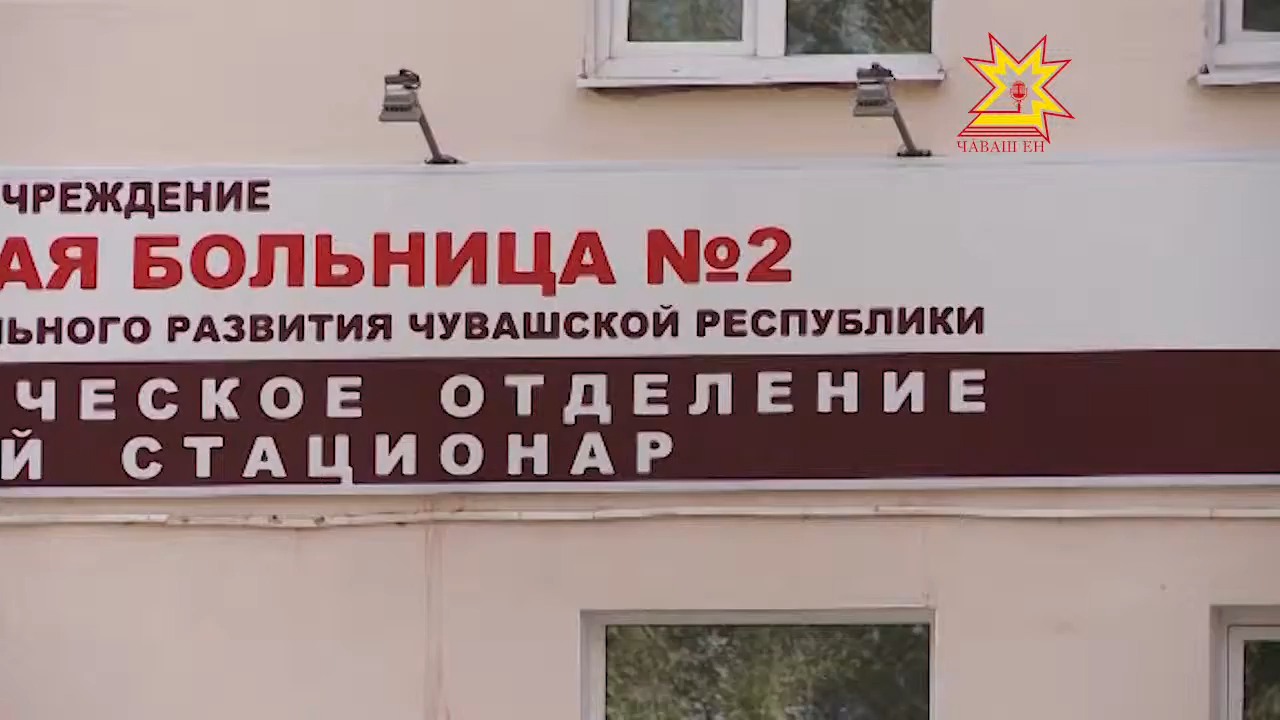 ЧĂВАШ ЕН
ЧРЕЖДЕНИЕ
АЯ БОЛЬНИЦА №2
ЬНОГО РАЗВИТИЯ ЧУВАШСКОЙ РЕСПУБЛИКИ
ЧЕСКОЕ ОТДЕЛЕНИЕ
Й СТАЦИОНАР